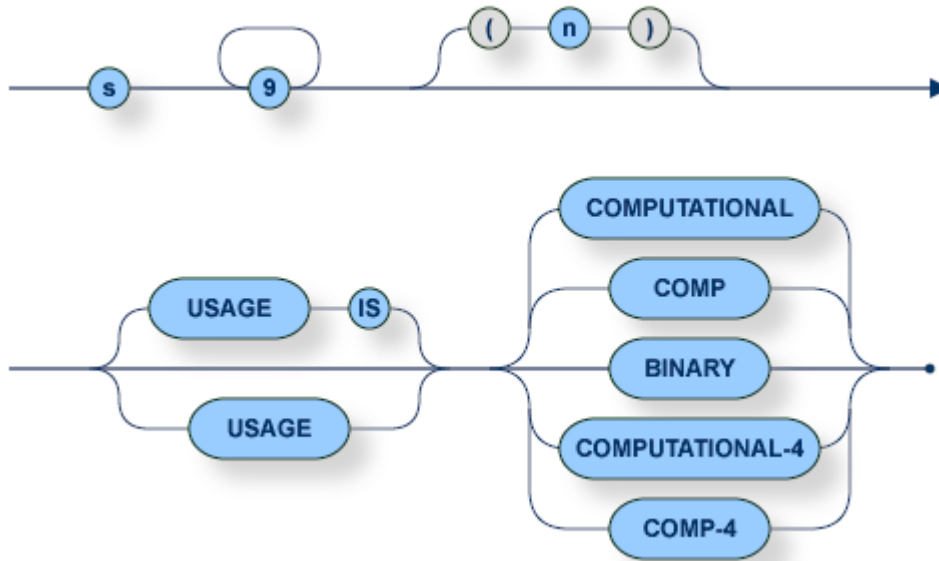 ( n )
s 9
COMPUTATIONAL
USAGE IS COMP
BINARY
USAGE COMPUTATIONAL-4
COMP-4